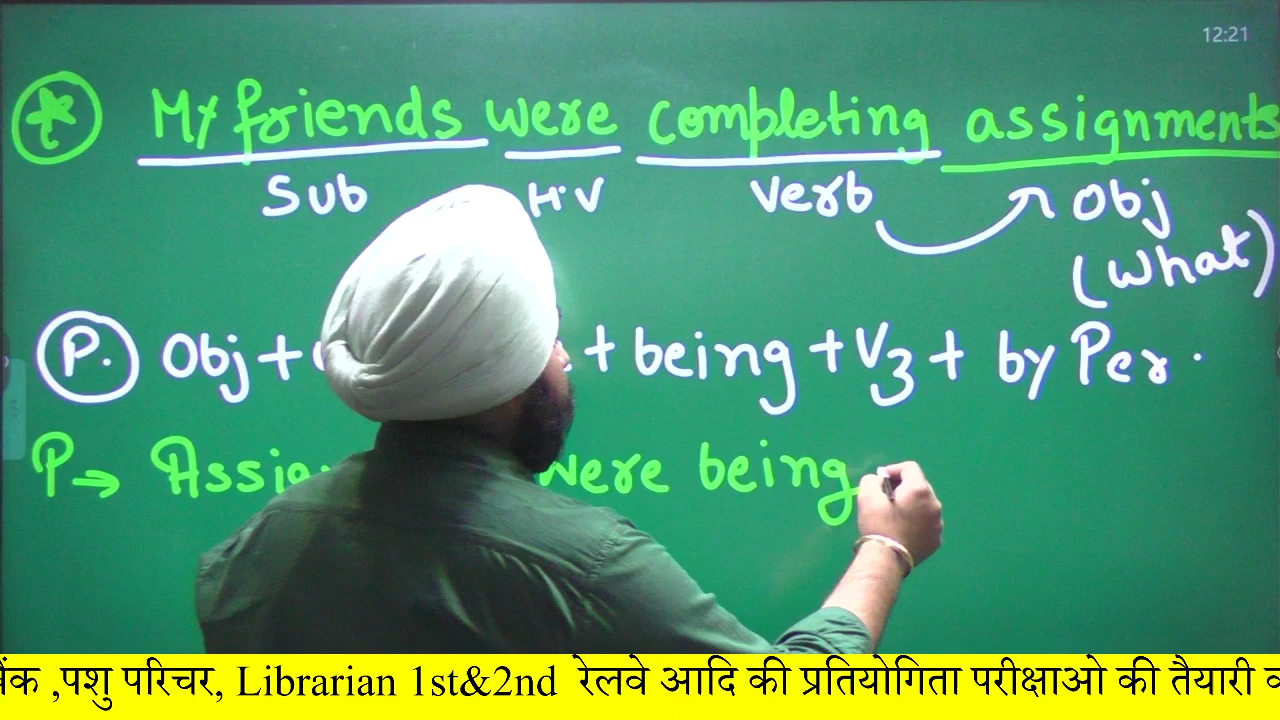 12:21
My friends were completing assignments
Sub H.V Verb Obj
(What)
P. Obj + + being + V3 + by Per.
P → were being
बैंक ,पशु परिचर, Librarian 1st&2nd रेलवे आदि की प्रतियोगिता परीक्षाओ की तैयारी